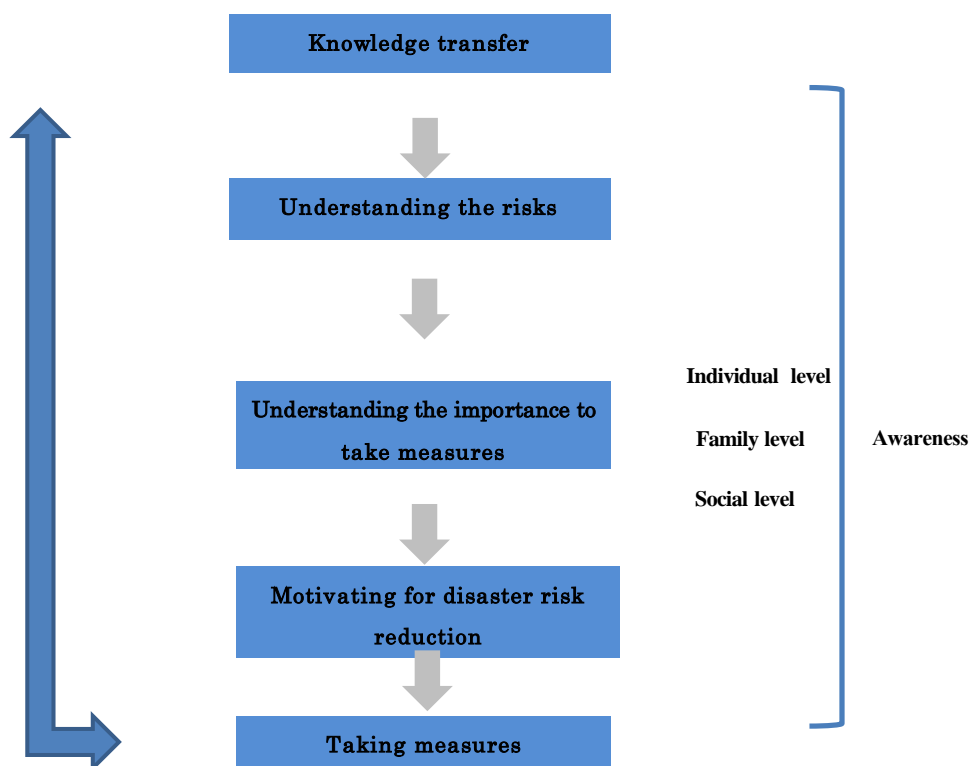 Knowledge transfer
Understanding the risks
Understanding the importance to
take measures
Individual level
Family level
Awareness
Social level
Motivating for disaster risk
reduction
Taking measures